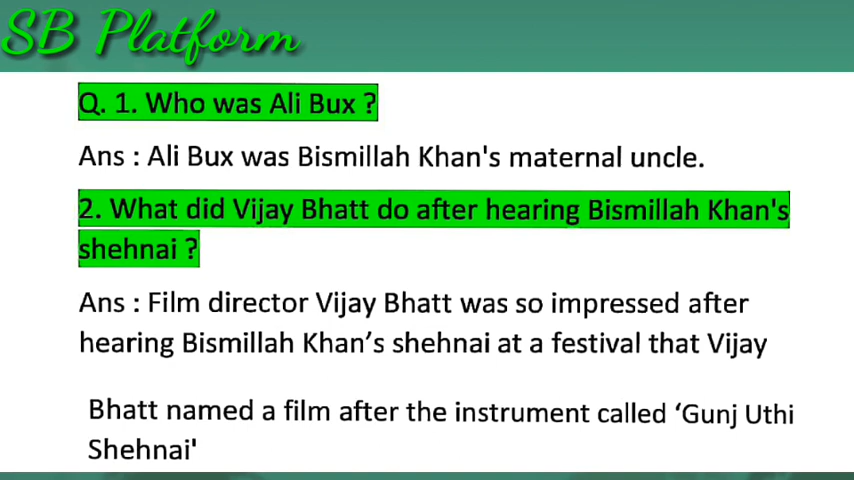 SB Platform
Q. 1. Who was Ali Bux ?
Ans : Ali Bux was Bismillah Khan's maternal uncle.
2. What did Vijay Bhatt do after hearing Bismillah Khan's
shehnai ?
Ans : Film director Vijay Bhatt was so impressed after
hearing Bismillah Khan’s shehnai at a festival that Vijay
Bhatt named a film after the instrument called ‘Gunj Uthi
Shehnai'